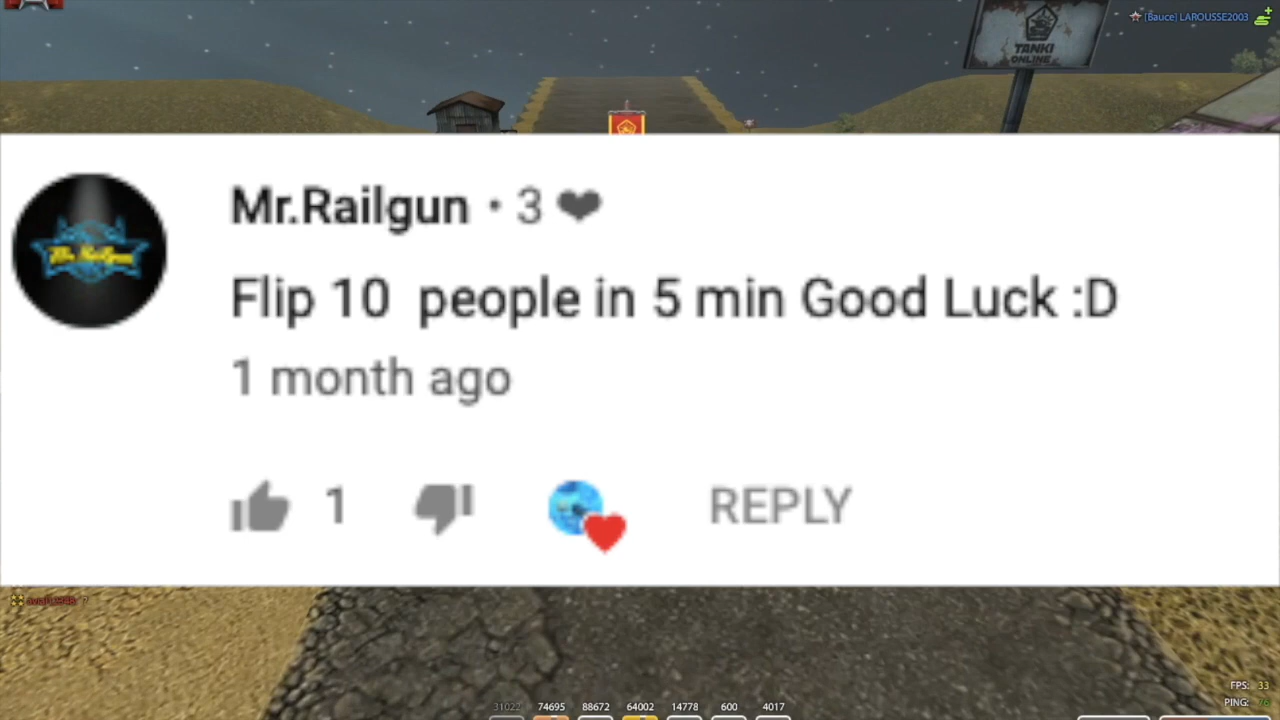 [Bauce] LAROUSSE2003
TANKI
ONLINE
Mr.Railgun • 3 ❤
Flip 10 people in 5 min Good Luck :D
1 month ago
1
REPLY
FPS: 33
PING:
31022 74695 88672 64002 14778 600 4017